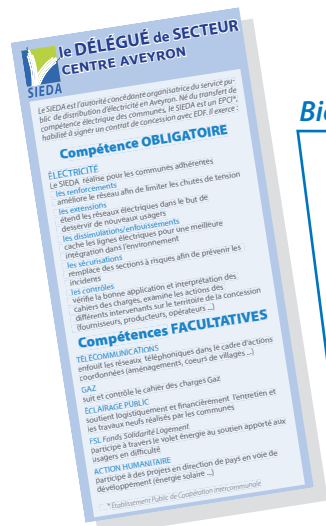 le DÉLÉGUÉ de SECTEUR
CENTRE AVEYRON
SIEDA
Le SIEDA est l'autorité concédante organisatrice du service pu-
blic de distribution d'électricité en Aveyron. Né du transfert de
compétence électrique des communes, le SIEDA est un EPCI*,
habilité à signer un contrat de concession avec EDF. Il exerce :
Compétence OBLIGATOIRE
ÉLECTRICITÉ
Le SIEDA réalise pour les communes adhérentes
les renforcements
améliore le réseau afin de limiter les chutes de tension
les extensions
étend les réseaux électriques dans le but de
desservir de nouveaux usagers
les dissimulations/enfouissements
cache les lignes électriques pour une meilleure
intégration dans l'environnement
les sécurisations
remplace des sections à risques afin de prévenir les
incidents
les contrôles
vérifie la bonne application et interprétation des
cahiers des charges, examine les actions des
différents intervenants sur le territoire de la concession
(fournisseurs, producteurs, opérateurs ...)
Compétences FACULTATIVES
TÉLÉCOMMUNICATIONS
enfouit les réseaux téléphoniques dans le cadre d'actions
coordonnées (aménagements, coeurs de villages ...)
GAZ
suit et contrôle le cahier des charges Gaz
ÉCLAIRAGE PUBLIC
soutient logistiquement et financièrement l'entretien et
les travaux neufs réalisés par les communes
FSL Fonds Solidarité Logement
participe à travers le volet énergie au soutien apporté aux
usagers en difficulté
ACTION HUMANITAIRE
participe à des projets en direction de pays en voie de
développement (énergie solaire ...)
* Etablissement Public de Coopération Intercommunale